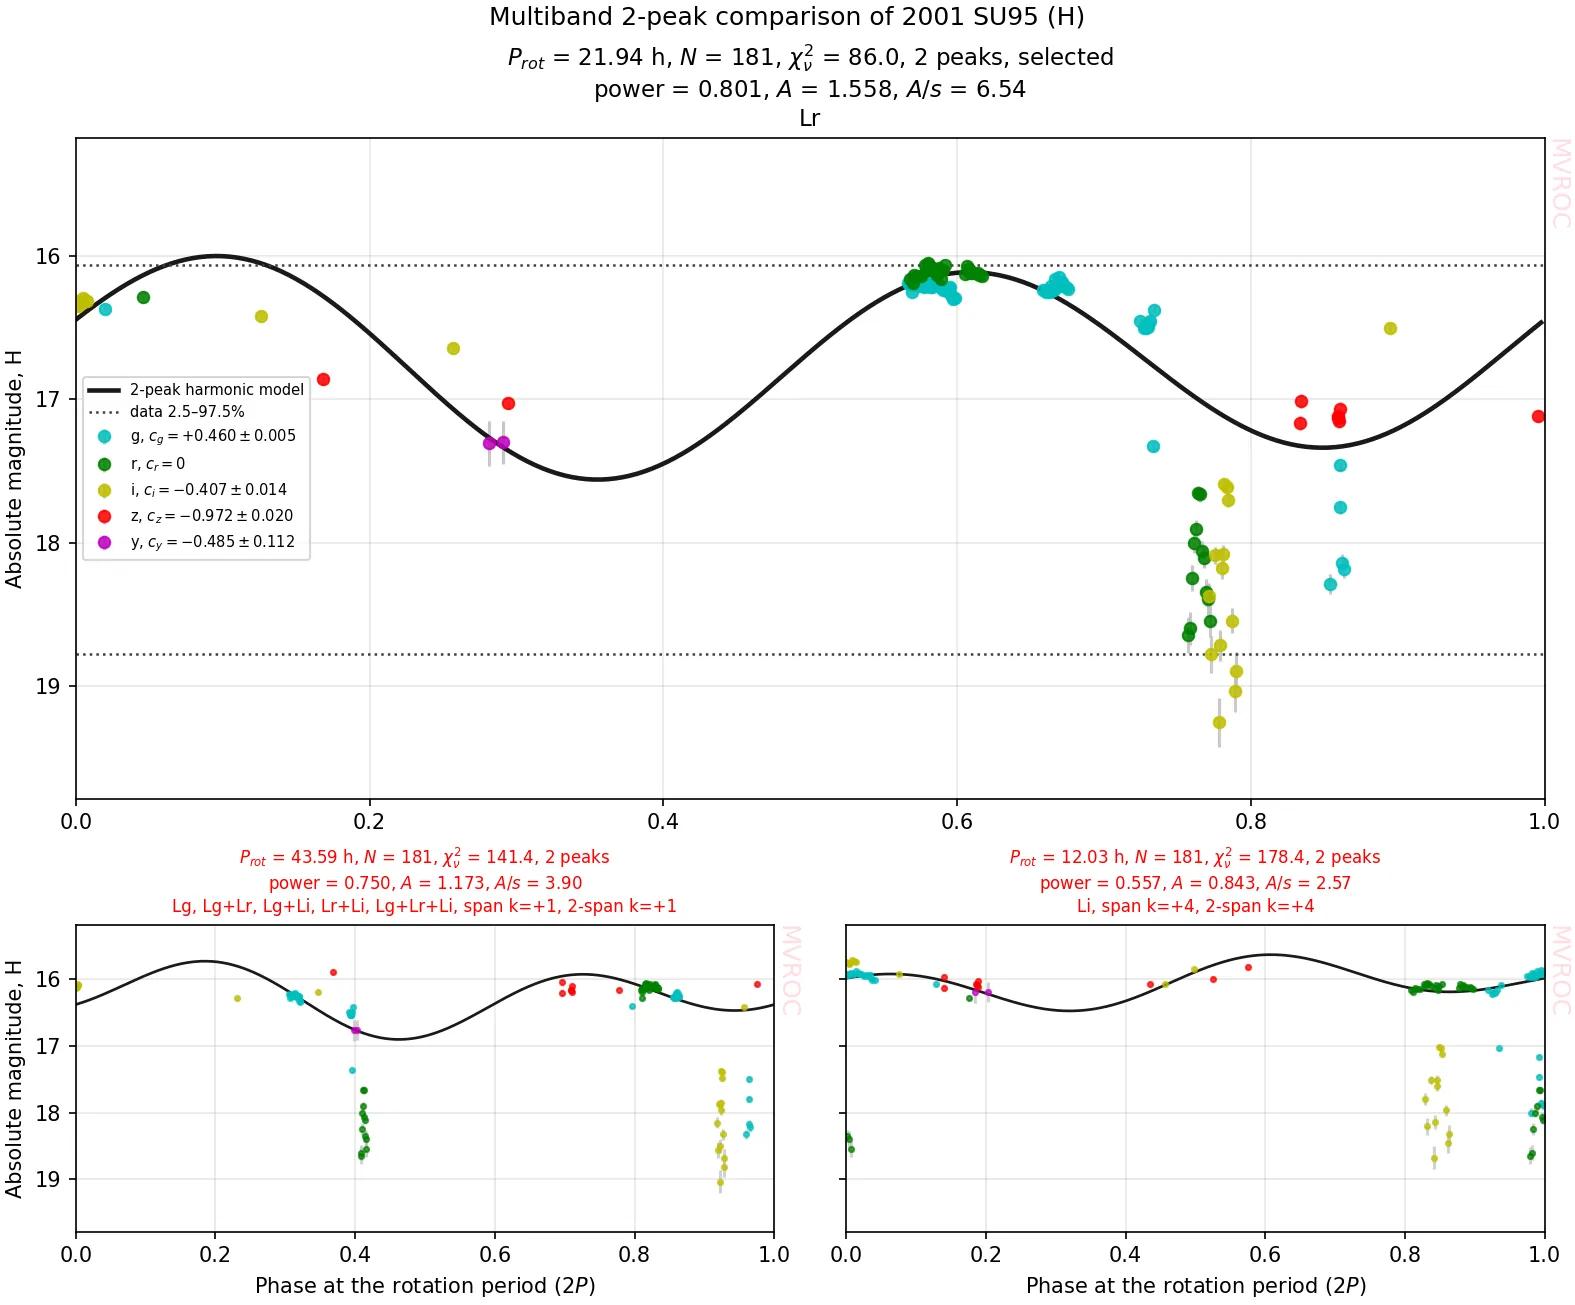 Multiband 2-peak comparison of 2001 SU95 (H)
P_rot = 21.94 h, N = 181, χ²_ν = 86.0, 2 peaks, selected
power = 0.801, A = 1.558, A/s = 6.54
Lr
MVROC
Absolute magnitude, H
16
17
18
19
2-peak harmonic model
data 2.5–97.5%
g, c_g = +0.460 ± 0.005
r, c_r = 0
i, c_i = −0.407 ± 0.014
z, c_z = −0.972 ± 0.020
y, c_y = −0.485 ± 0.112
0.0 0.2 0.4 0.6 0.8 1.0
P_rot = 43.59 h, N = 181, χ²_ν = 141.4, 2 peaks
power = 0.750, A = 1.173, A/s = 3.90
Lg, Lg+Lr, Lg+Li, Lr+Li, Lg+Lr+Li, span k=+1, 2-span k=+1
MVROC
Absolute magnitude, H
16
17
18
19
0.0 0.2 0.4 0.6 0.8 1.0
Phase at the rotation period (2P)
P_rot = 12.03 h, N = 181, χ²_ν = 178.4, 2 peaks
power = 0.557, A = 0.843, A/s = 2.57
Li, span k=+4, 2-span k=+4
MVROC
0.0 0.2 0.4 0.6 0.8 1.0
Phase at the rotation period (2P)